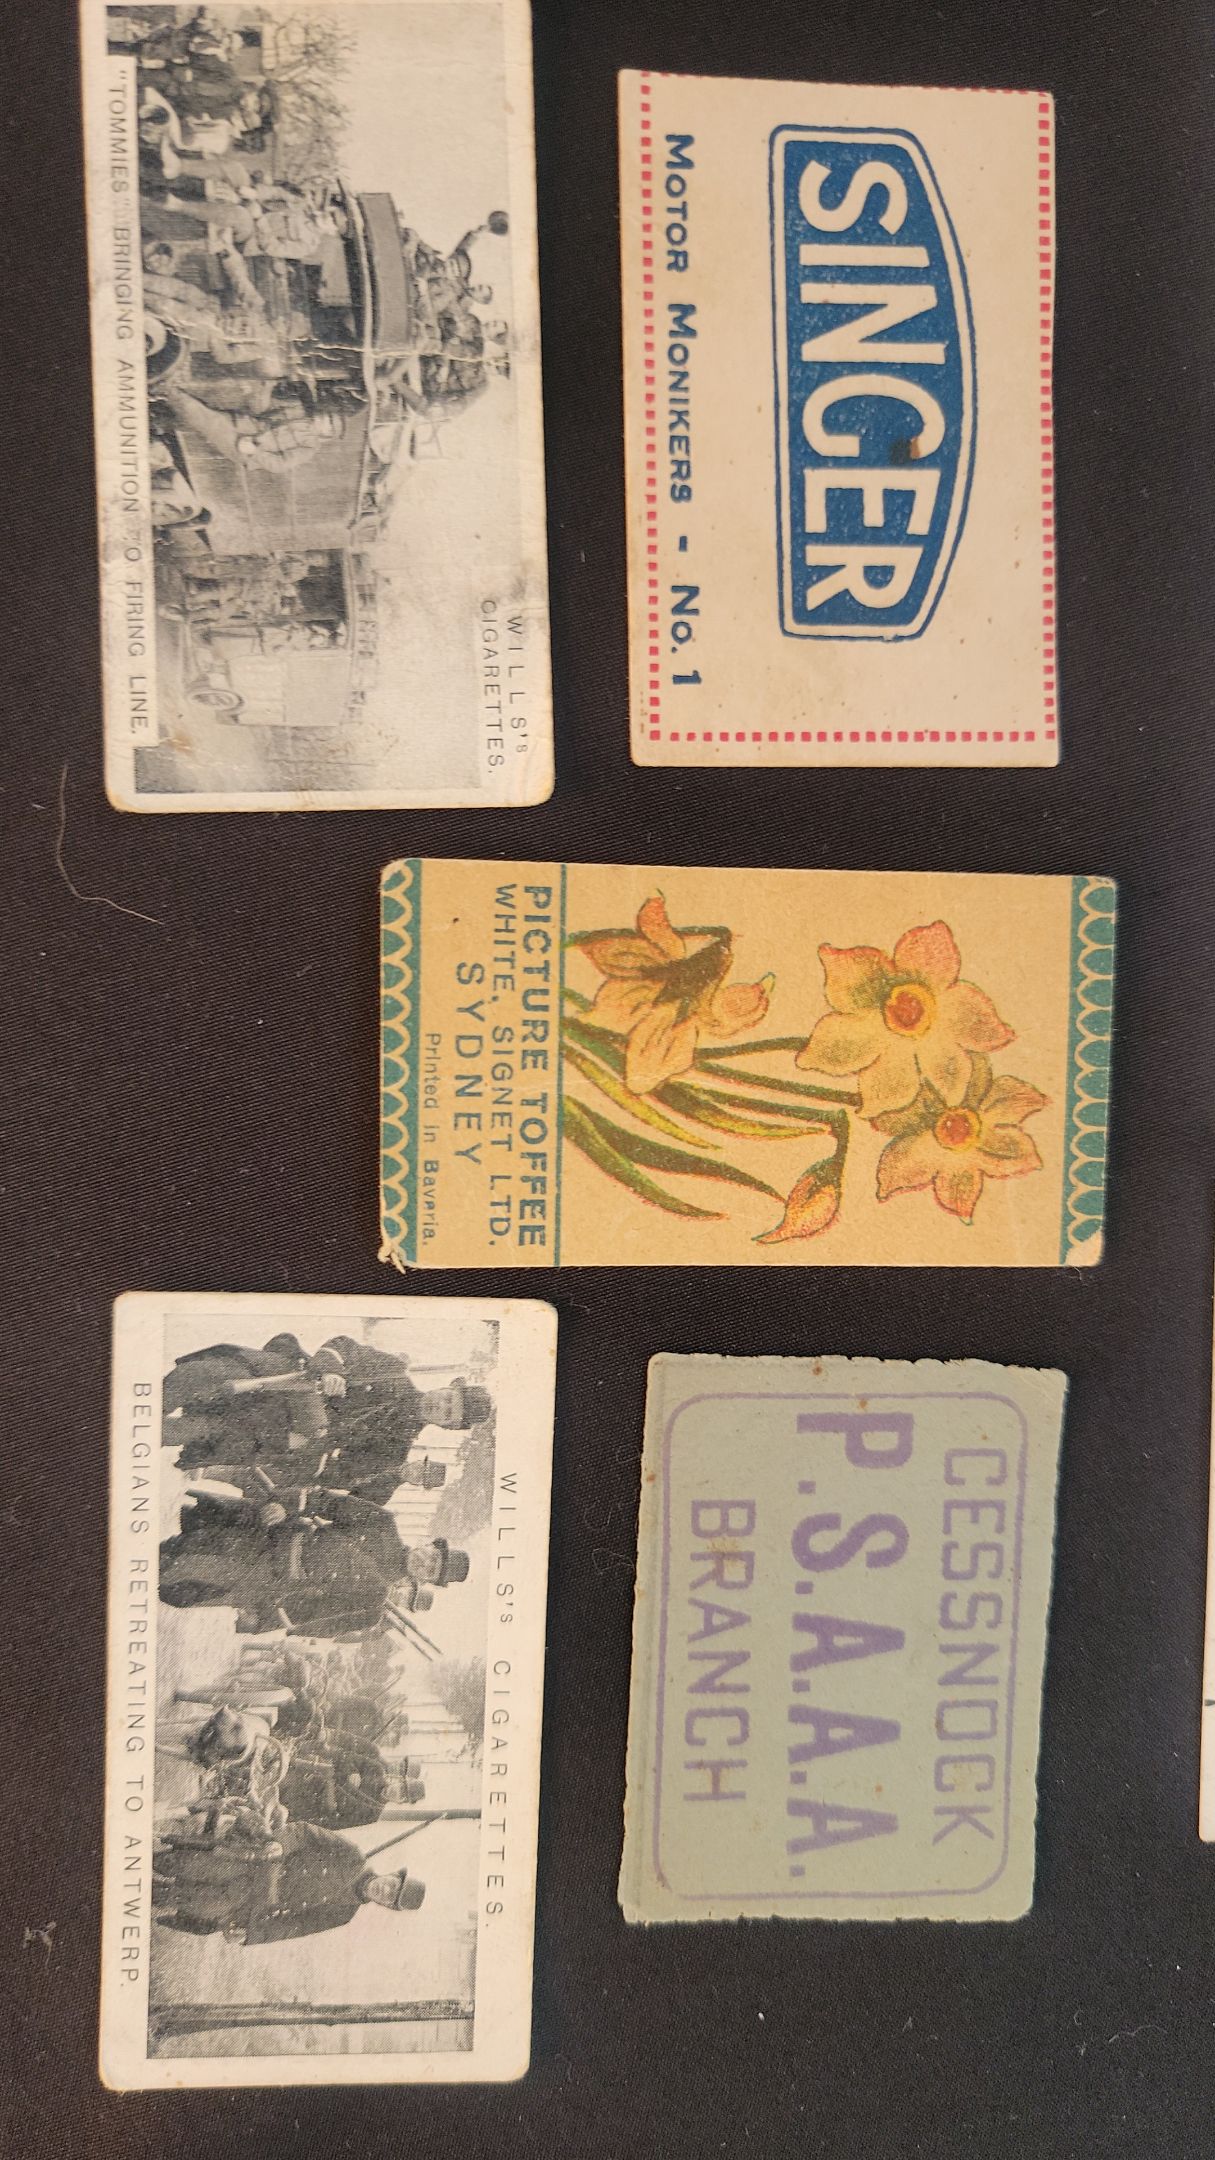 WILLS'S
CIGARETTES.
"TOMMIES" BRINGING AMMUNITION TO FIRING LINE.
SINGER
MOTOR MONIKERS - No. 1
PICTURE TOFFEE
WHITE, SIGNET LTD.
SYDNEY
Printed in Bavaria.
WILLS'S CIGARETTES.
BELGIANS RETREATING TO ANTWERP.
CESSNOCK
P.S.A.A.A.
BRANCH